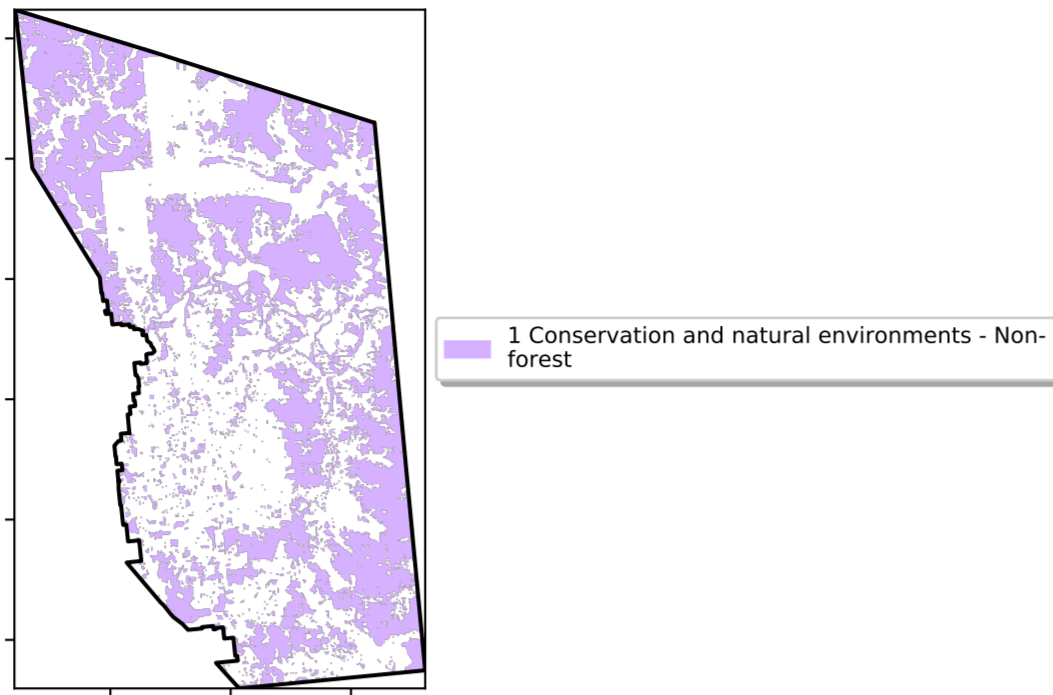 1 Conservation and natural environments - Non-
forest